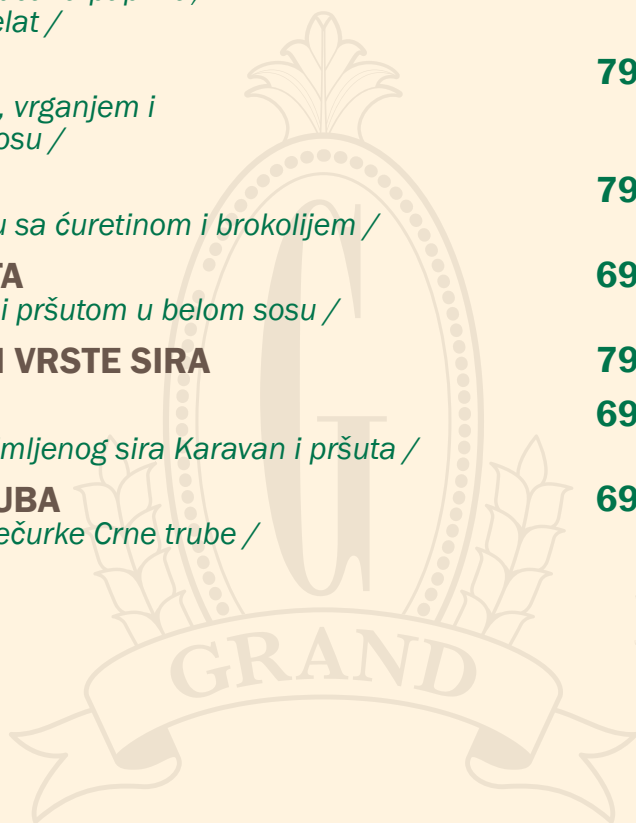 elat /
79
, vrganjem i
osu /
79
u sa ćuretinom i brokolijem /
TA
69
i pršutom u belom sosu /
I VRSTE SIRA
79
69
mljenog sira Karavan i pršuta /
UBA
69
ečurke Crne trube /
G
GRAND